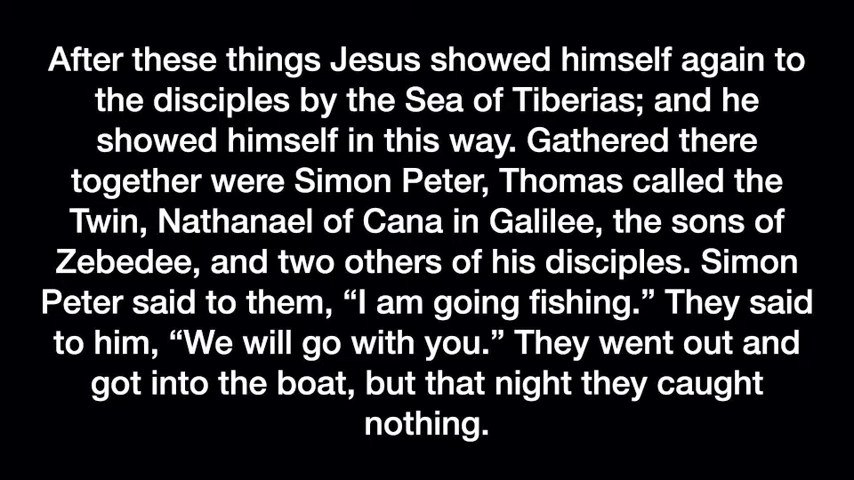 After these things Jesus showed himself again to
the disciples by the Sea of Tiberias; and he
showed himself in this way. Gathered there
together were Simon Peter, Thomas called the
Twin, Nathanael of Cana in Galilee, the sons of
Zebedee, and two others of his disciples. Simon
Peter said to them, “I am going fishing.” They said
to him, “We will go with you.” They went out and
got into the boat, but that night they caught
nothing.